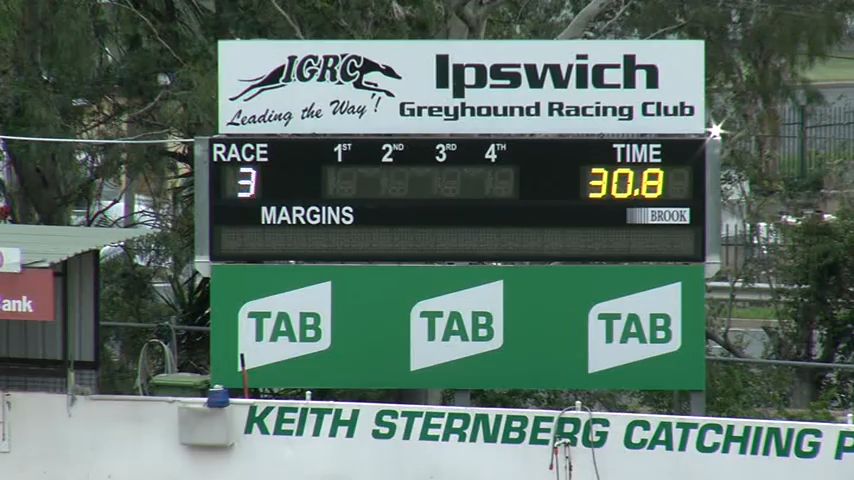 IGRC
Leading the Way!
Ipswich
Greyhound Racing Club
RACE 1ST 2ND 3RD 4TH TIME
3 30.8
MARGINS BROOK
TAB TAB TAB
ank
KEITH STERNBERG CATCHING P